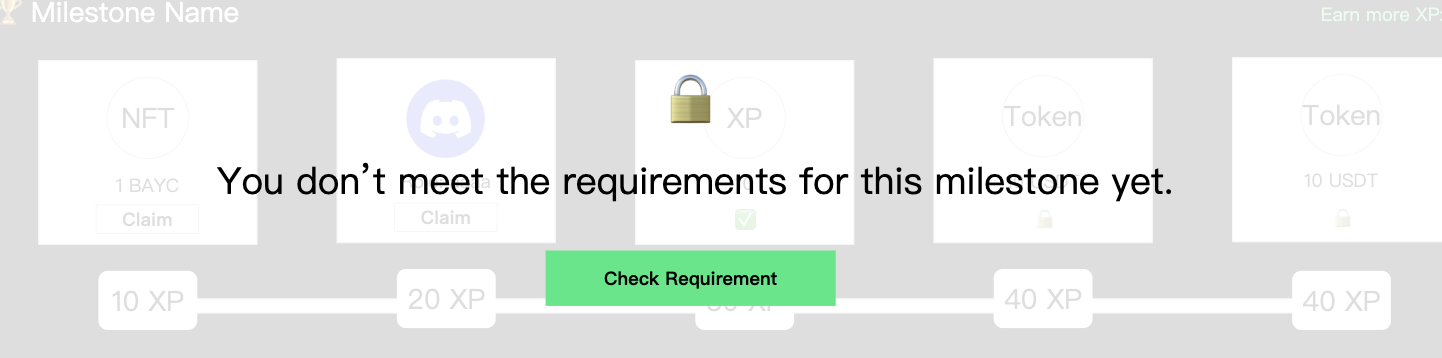 Milestone Name
Earn more XP:
NFT
XP
Token
Token
You don't meet the requirements for this milestone yet.
1 BAYC
10 USDT
Claim
Claim
Check Requirement
10 XP
20 XP
40 XP
40 XP